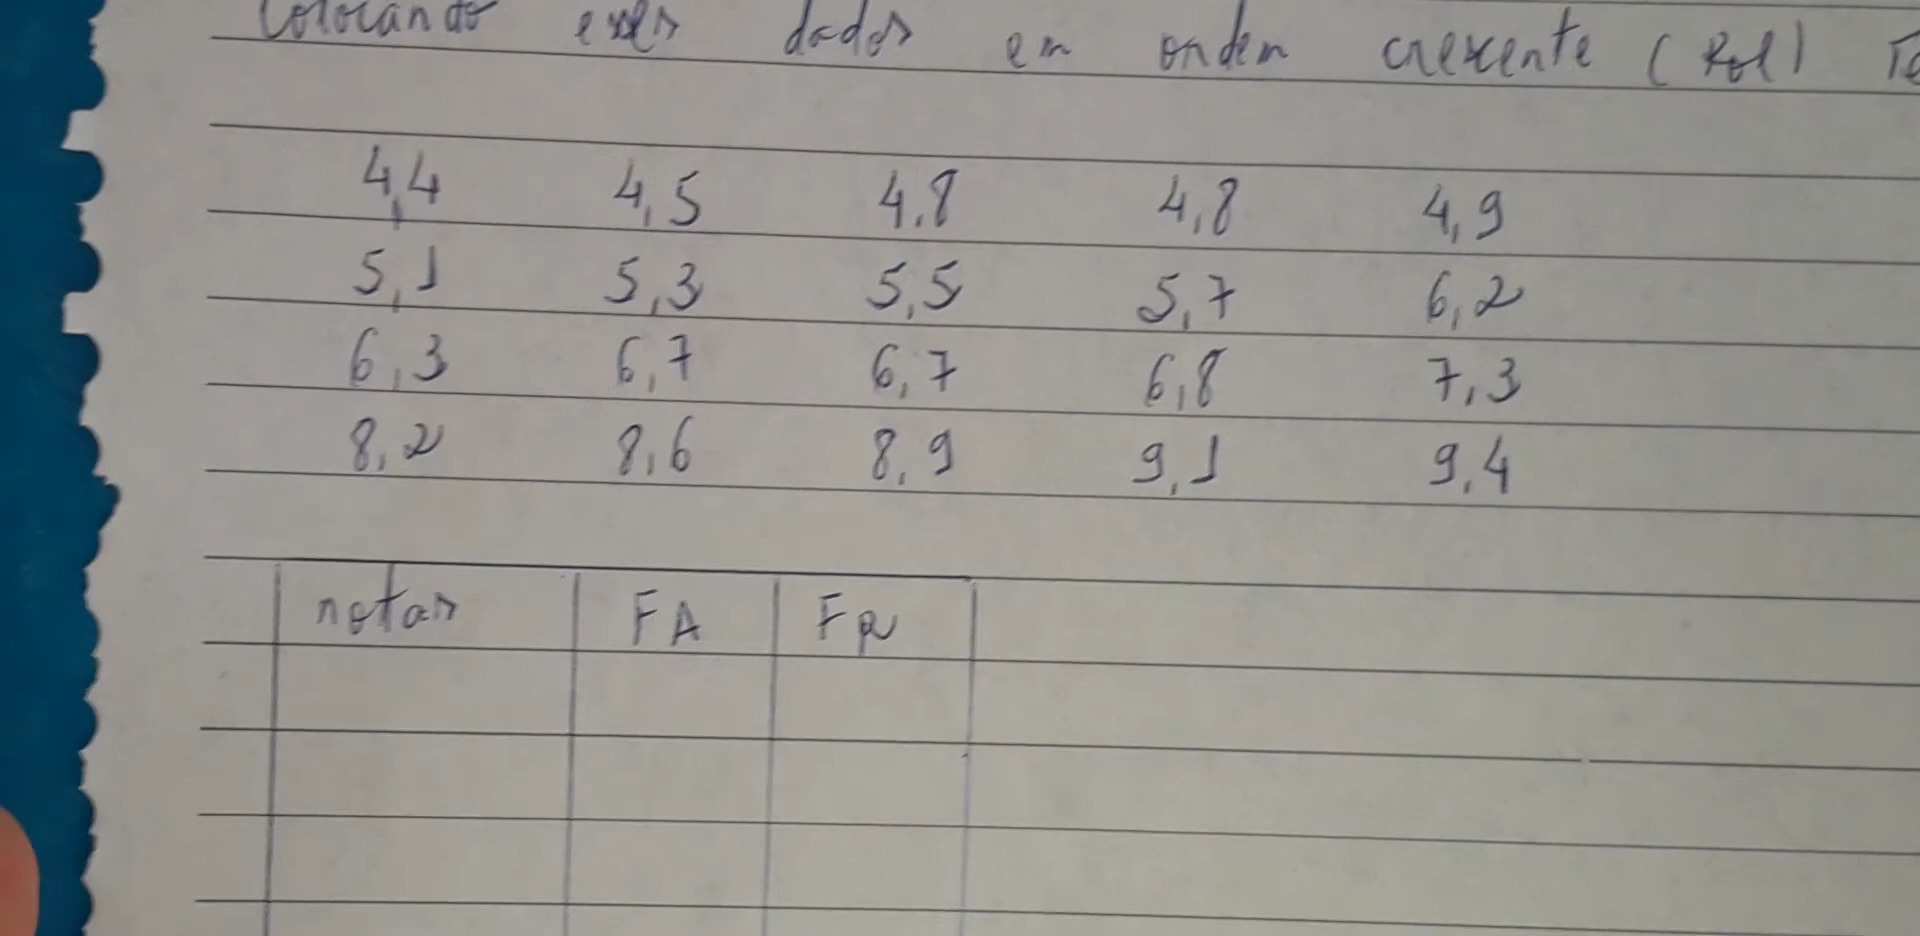 Colocando esses dados em ordem crescente (Rol)
4,4 4,5 4.8 4,8 4,9
5,1 5,3 5,5 5,7 6,2
6,3 6,7 6,7 6,8 7,3
8,2 8,6 8,9 9,1 9,4
notas FA FR